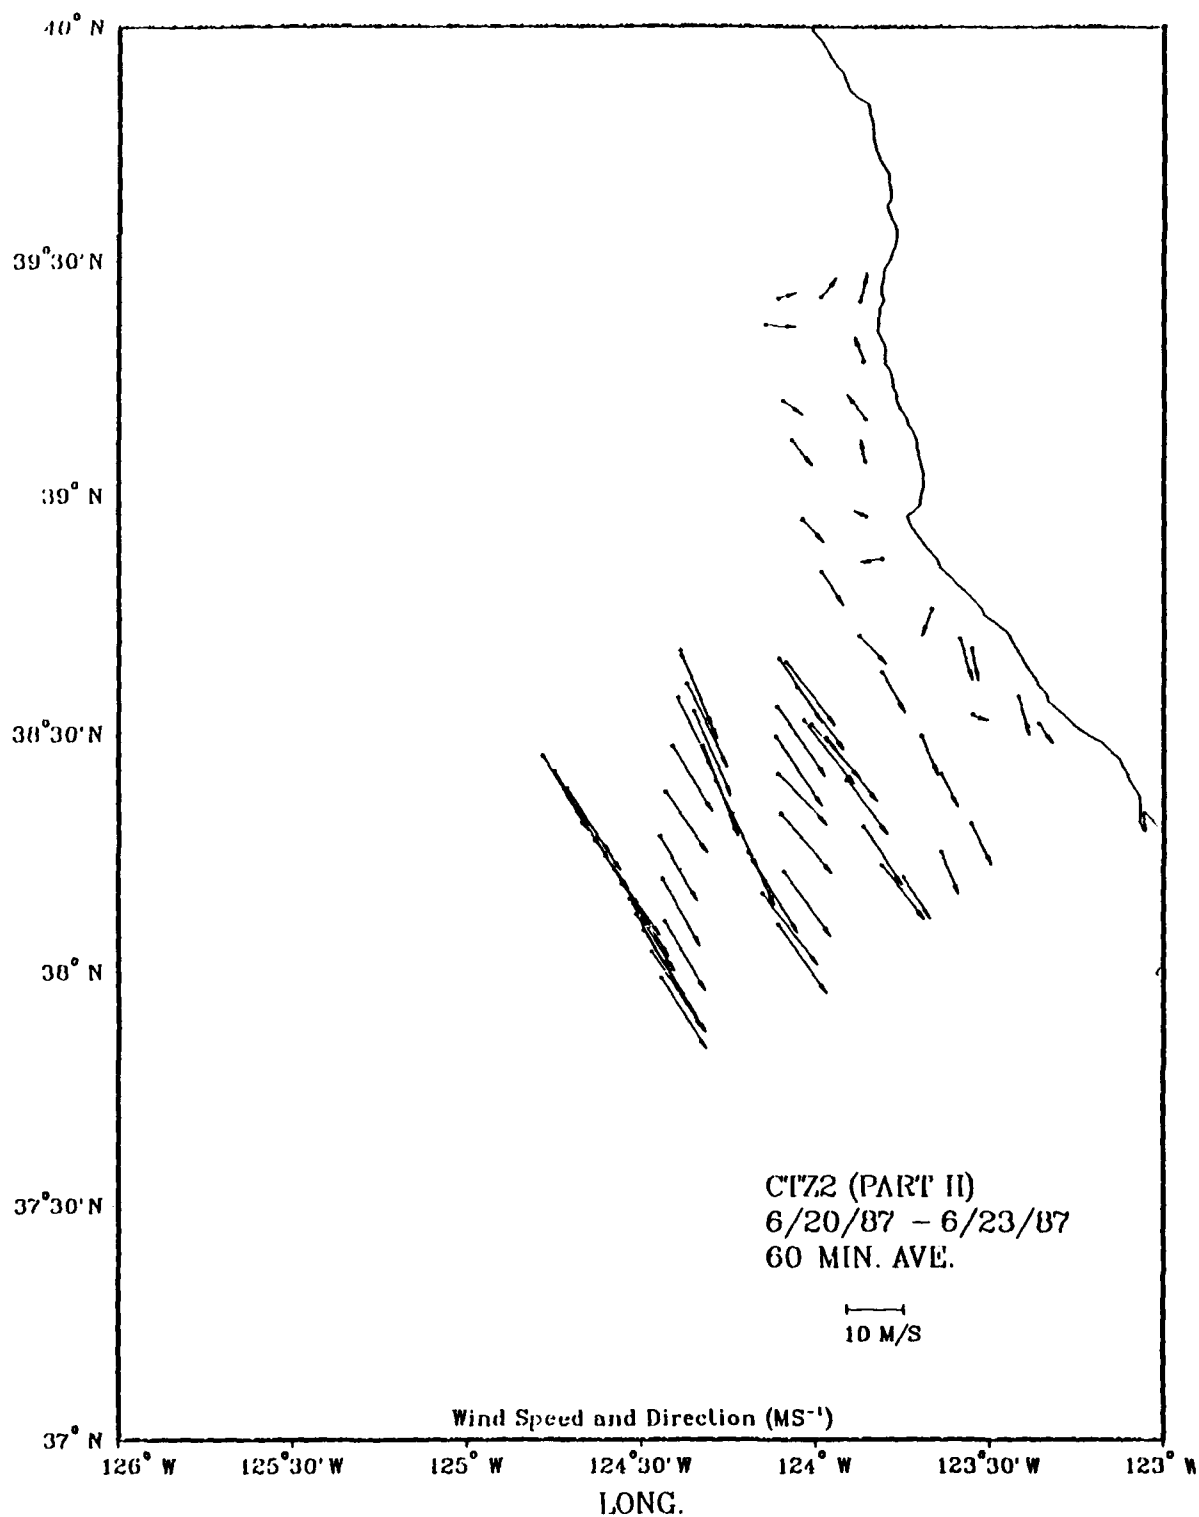 40° N
39°30'N
39° N
38°30'N
38° N
37°30'N
37° N
CTZ2 (PART II)
6/20/87 – 6/23/87
60 MIN. AVE.
10 M/S
Wind Speed and Direction (MS⁻¹)
126° W 125°30'W 125° W 124°30'W 124° W 123°30'W 123° W
LONG.